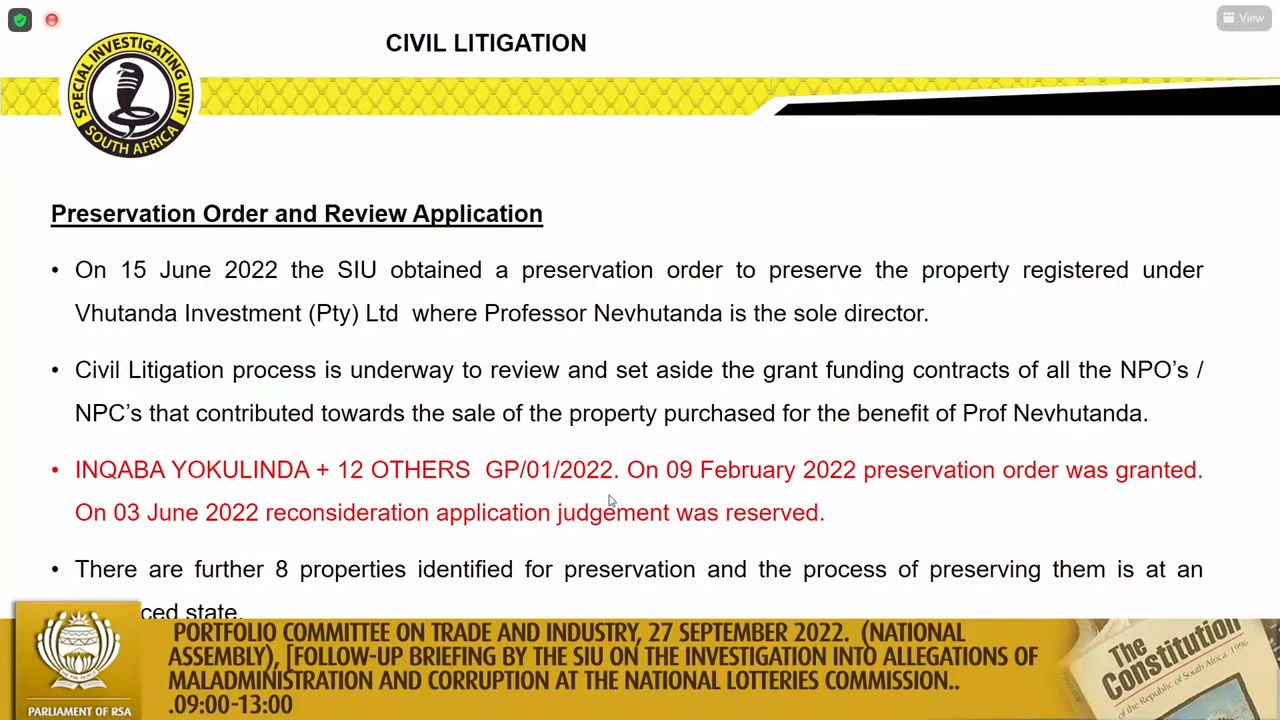 View
CIVIL LITIGATION
SPECIAL INVESTIGATING UNIT
SOUTH AFRICA
Preservation Order and Review Application
• On 15 June 2022 the SIU obtained a preservation order to preserve the property registered under
Vhutanda Investment (Pty) Ltd where Professor Nevhutanda is the sole director.
• Civil Litigation process is underway to review and set aside the grant funding contracts of all the NPO’s /
NPC’s that contributed towards the sale of the property purchased for the benefit of Prof Nevhutanda.
• INQABA YOKULINDA + 12 OTHERS GP/01/2022. On 09 February 2022 preservation order was granted.
On 03 June 2022 reconsideration application judgement was reserved.
• There are further 8 properties identified for preservation and the process of preserving them is at an
state.
PORTFOLIO COMMITTEE ON TRADE AND INDUSTRY, 27 SEPTEMBER 2022. (NATIONAL
ASSEMBLY), [FOLLOW-UP BRIEFING BY THE SIU ON THE INVESTIGATION INTO ALLEGATIONS OF
MALADMINISTRATION AND CORRUPTION AT THE NATIONAL LOTTERIES COMMISSION..
.09:00-13:00
PARLIAMENT OF RSA
The
Constitution
of the Republic of South Africa, 1996